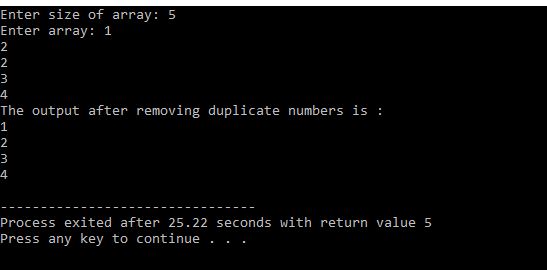 Enter size of array: 5
Enter array: 1
2
2
3
4
The output after removing duplicate numbers is :
1
2
3
4

--------------------------------
Process exited after 25.22 seconds with return value 5
Press any key to continue . . .